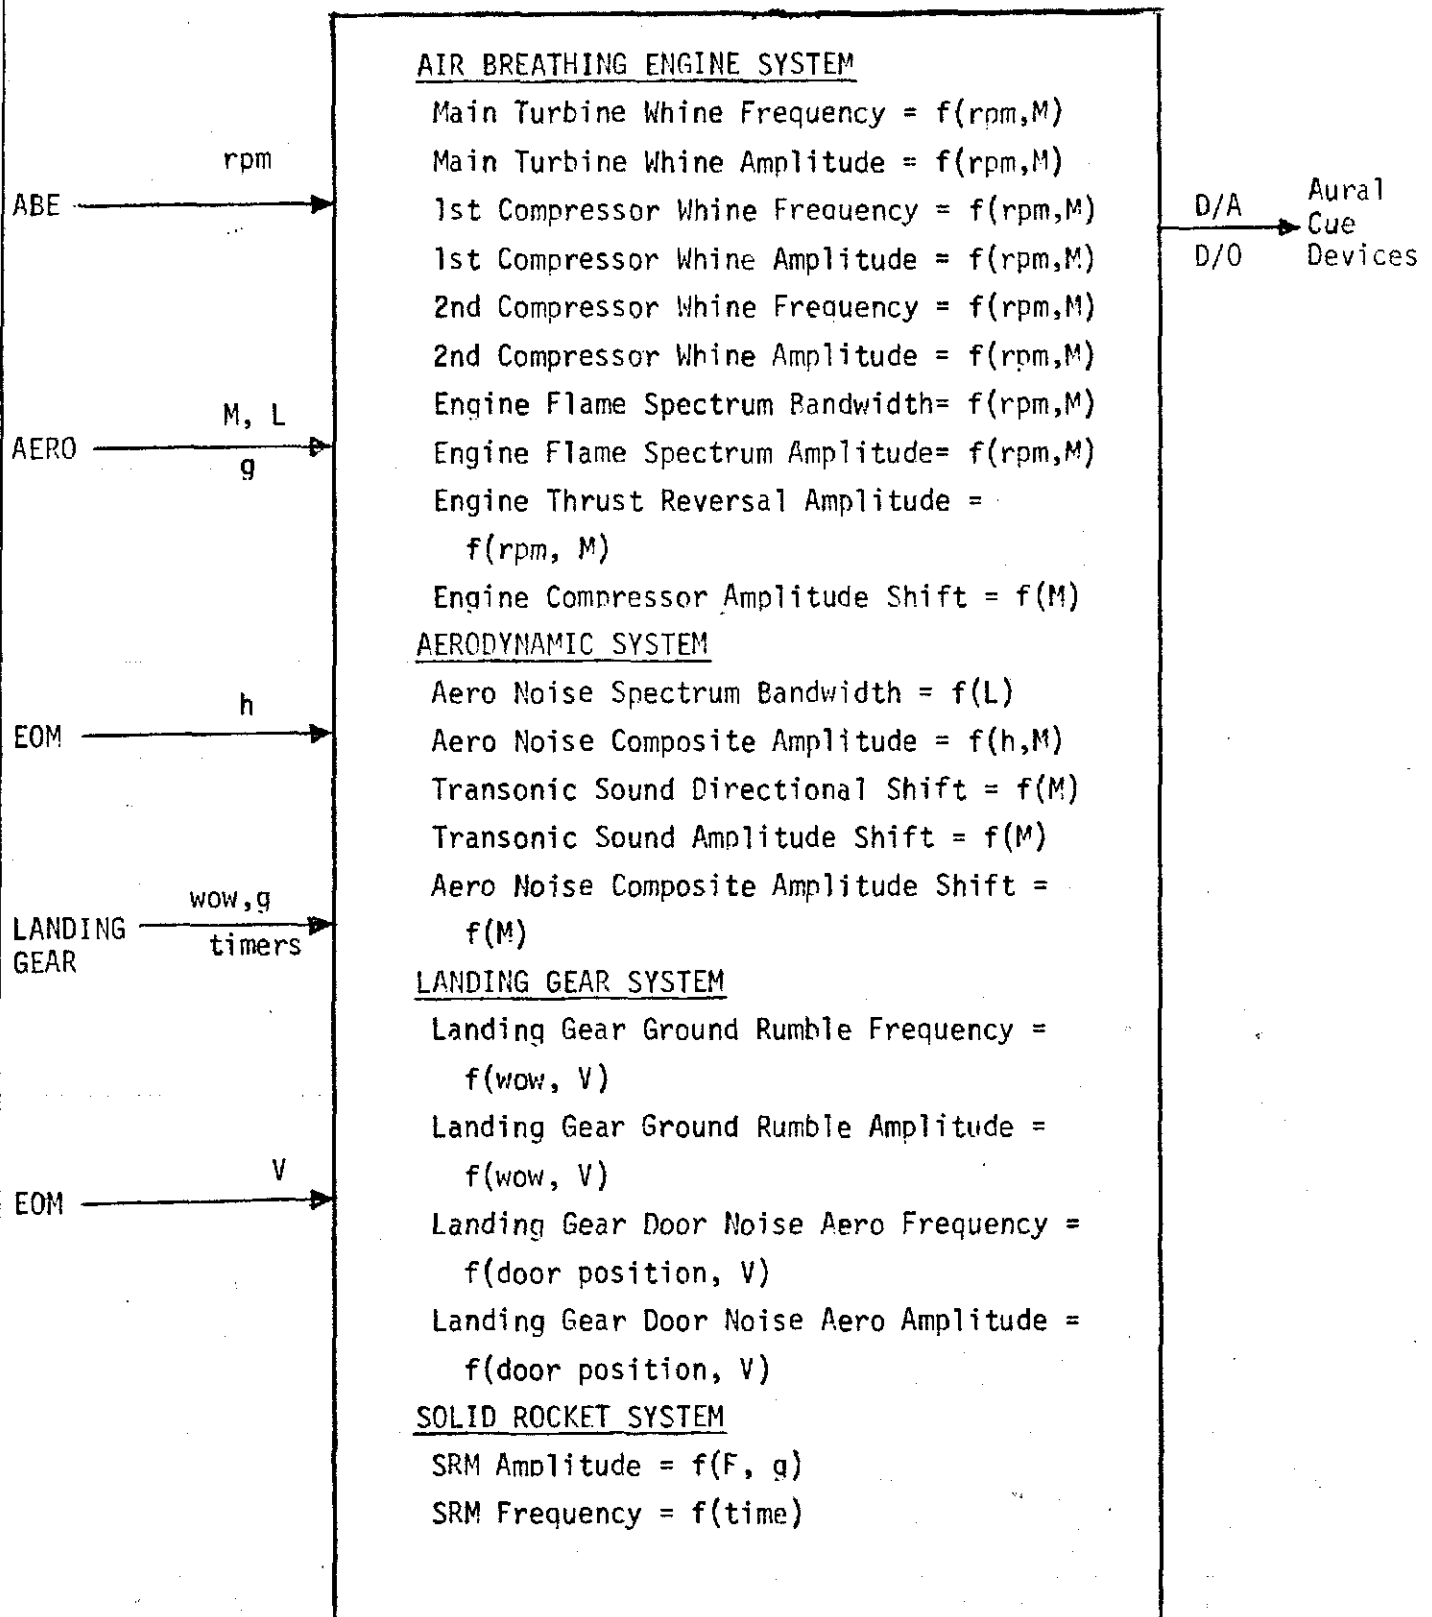 AIR BREATHING ENGINE SYSTEM
Main Turbine Whine Frequency = f(rpm,M)
Main Turbine Whine Amplitude = f(rpm,M)
1st Compressor Whine Frequency = f(rpm,M)
1st Compressor Whine Amplitude = f(rpm,M)
2nd Compressor Whine Frequency = f(rpm,M)
2nd Compressor Whine Amplitude = f(rpm,M)
Engine Flame Spectrum Bandwidth= f(rpm,M)
Engine Flame Spectrum Amplitude= f(rpm,M)
Engine Thrust Reversal Amplitude =
f(rpm, M)
Engine Compressor Amplitude Shift = f(M)
AERODYNAMIC SYSTEM
Aero Noise Spectrum Bandwidth = f(L)
Aero Noise Composite Amplitude = f(h,M)
Transonic Sound Directional Shift = f(M)
Transonic Sound Amplitude Shift = f(M)
Aero Noise Composite Amplitude Shift =
f(M)
LANDING GEAR SYSTEM
Landing Gear Ground Rumble Frequency =
f(wow, V)
Landing Gear Ground Rumble Amplitude =
f(wow, V)
Landing Gear Door Noise Aero Frequency =
f(door position, V)
Landing Gear Door Noise Aero Amplitude =
f(door position, V)
SOLID ROCKET SYSTEM
SRM Amplitude = f(F, g)
SRM Frequency = f(time)
rpm
ABE
M, L
AERO
g
h
EOM
wow,g
LANDING
GEAR
timers
V
EOM
D/A
D/O
Aural
Cue
Devices